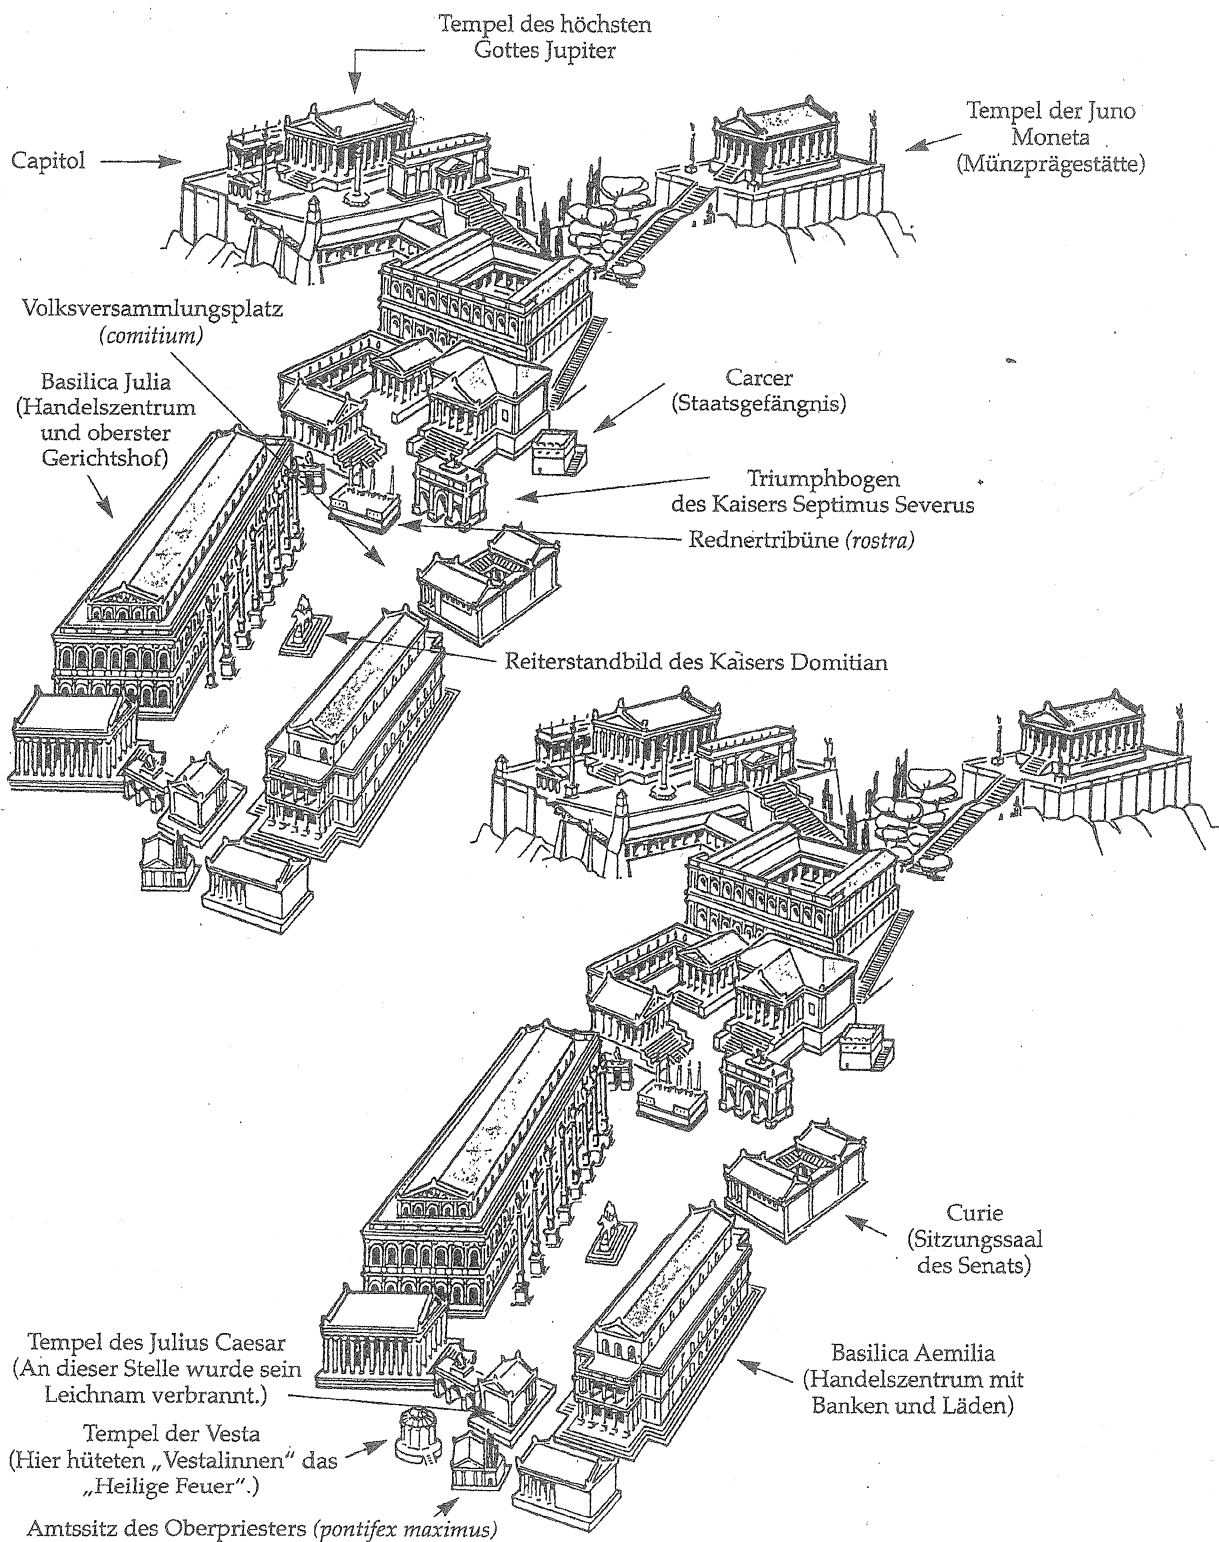 Tempel des höchsten
Gottes Jupiter
Tempel der Juno
Moneta
(Münzprägestätte)
Capitol
Volksversammlungsplatz
(comitium)
Basilica Julia
(Handelszentrum
und oberster
Gerichtshof)
Carcer
(Staatsgefängnis)
Triumphbogen
des Kaisers Septimus Severus
Rednertribüne (rostra)
Reiterstandbild des Kaisers Domitian
Curie
(Sitzungssaal
des Senats)
Tempel des Julius Caesar
(An dieser Stelle wurde sein
Leichnam verbrannt.)
Basilica Aemilia
(Handelszentrum mit
Banken und Läden)
Tempel der Vesta
(Hier hüteten „Vestalinnen“ das
„Heilige Feuer“.)
Amtssitz des Oberpriesters (pontifex maximus)